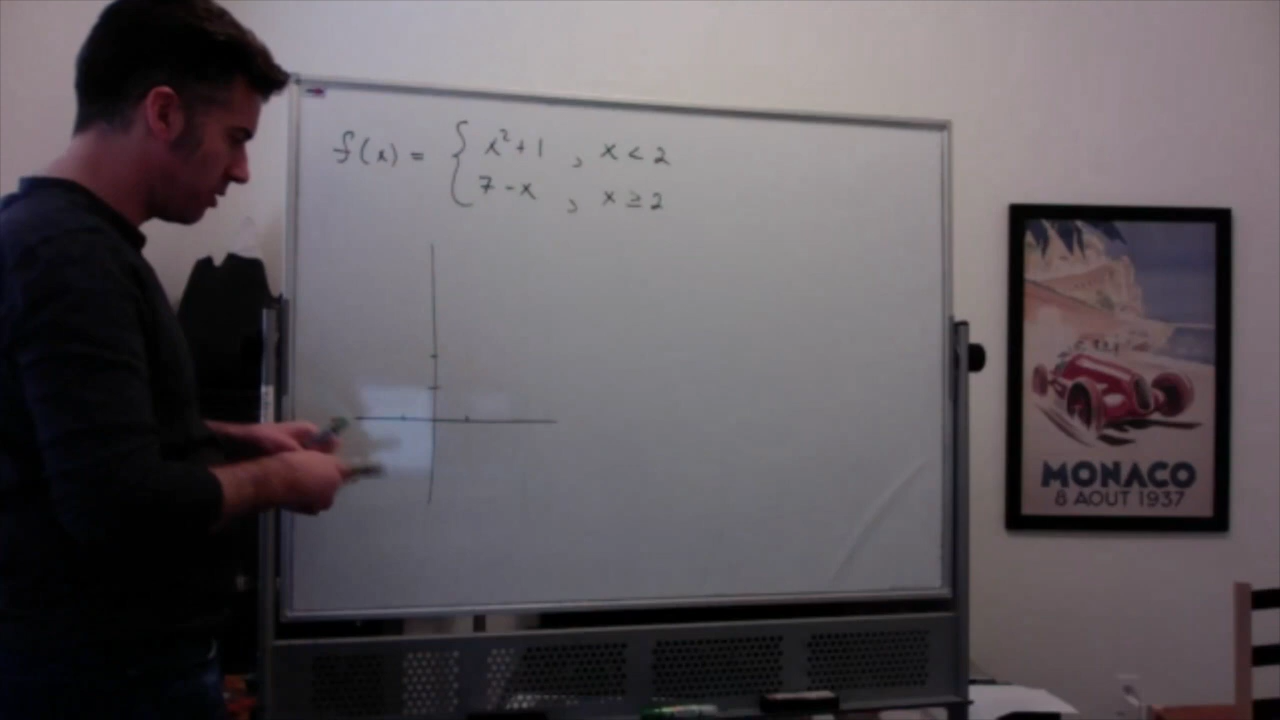 f(x) = { x²+1 , x < 2
7-x , x ≥ 2
MONACO
8 AOUT 1937